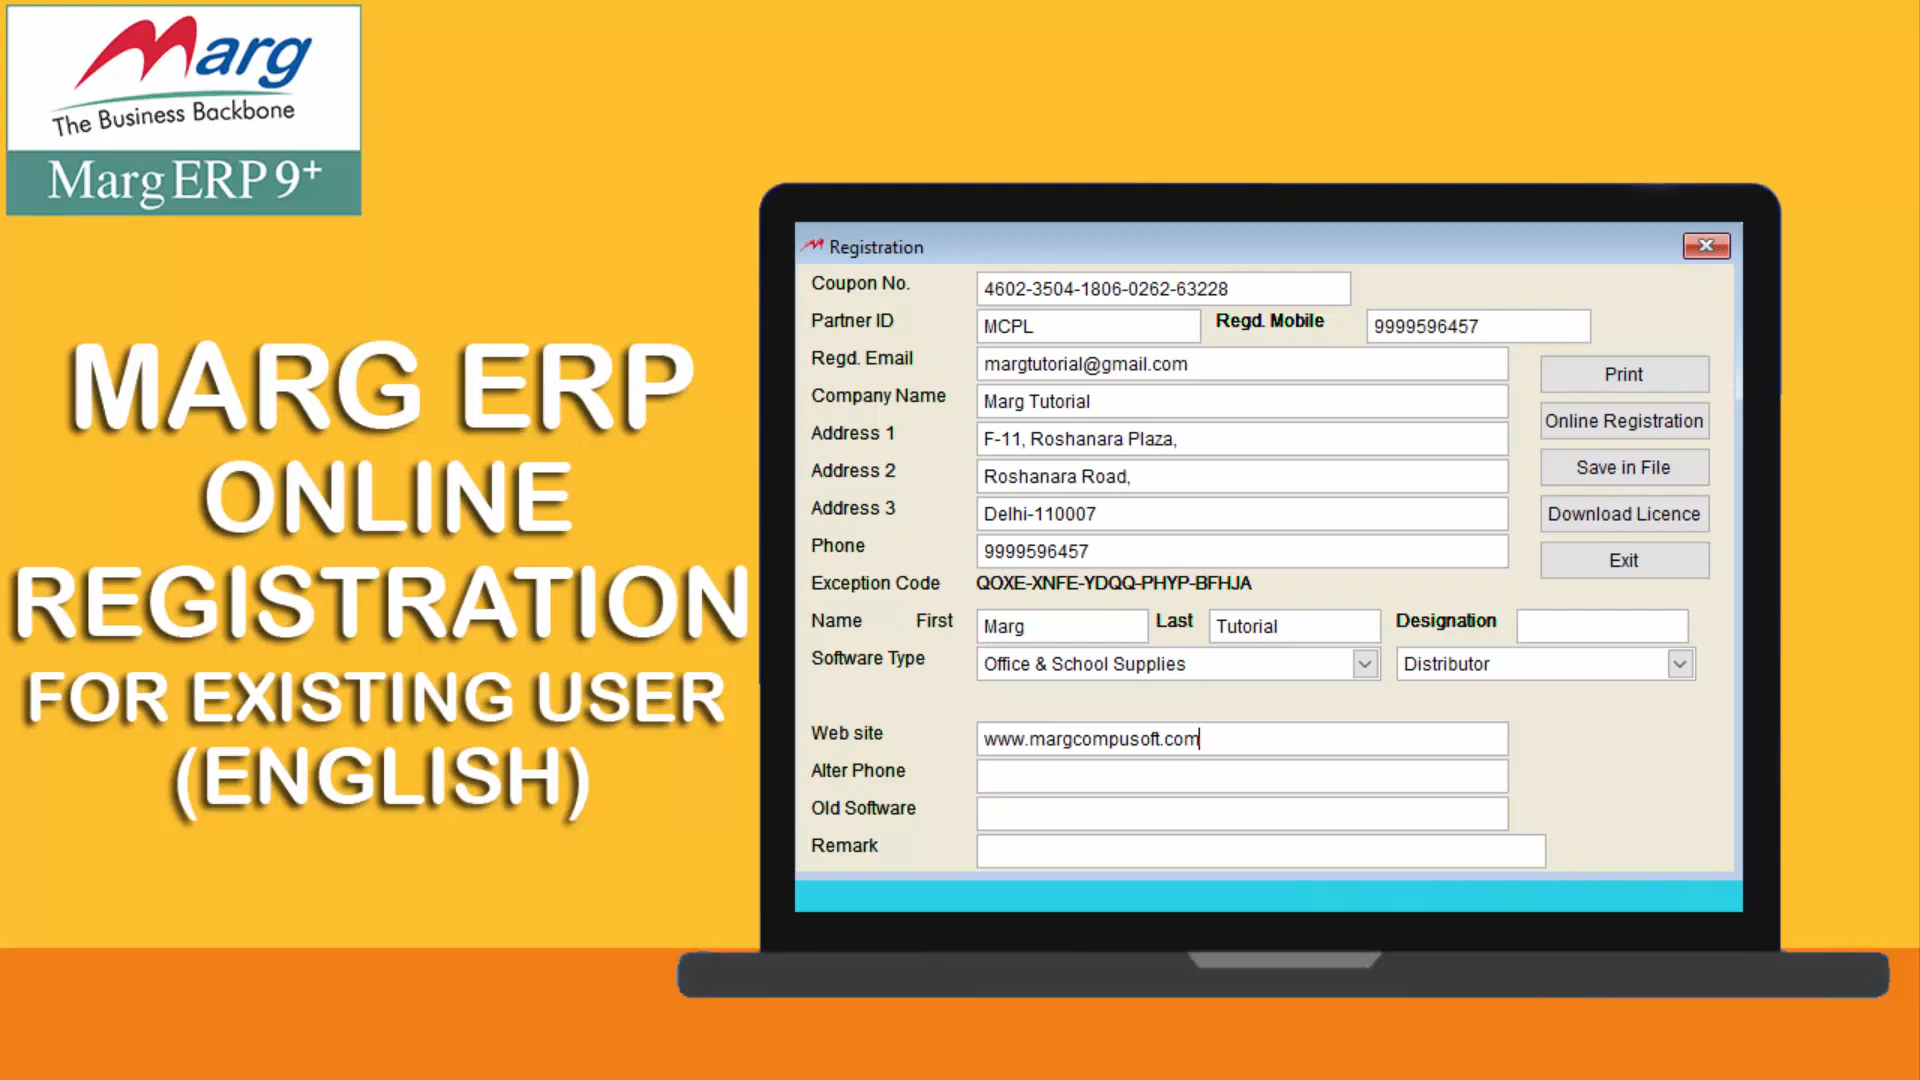 Marg
The Business Backbone
Marg ERP 9+
MARG ERP
ONLINE
REGISTRATION
FOR EXISTING USER
(ENGLISH)
Registration
Coupon No. 4602-3504-1806-0262-63228
Partner ID MCPL Regd. Mobile 9999596457
Regd. Email margtutorial@gmail.com
Company Name Marg Tutorial
Address 1 F-11, Roshanara Plaza,
Address 2 Roshanara Road,
Address 3 Delhi-110007
Phone 9999596457
Exception Code QOXE-XNFE-YDQQ-PHYP-BFHJA
Name First Marg Last Tutorial Designation
Software Type Office & School Supplies Distributor
Web site www.margcompusoft.com
Alter Phone
Old Software
Remark
Print
Online Registration
Save in File
Download Licence
Exit